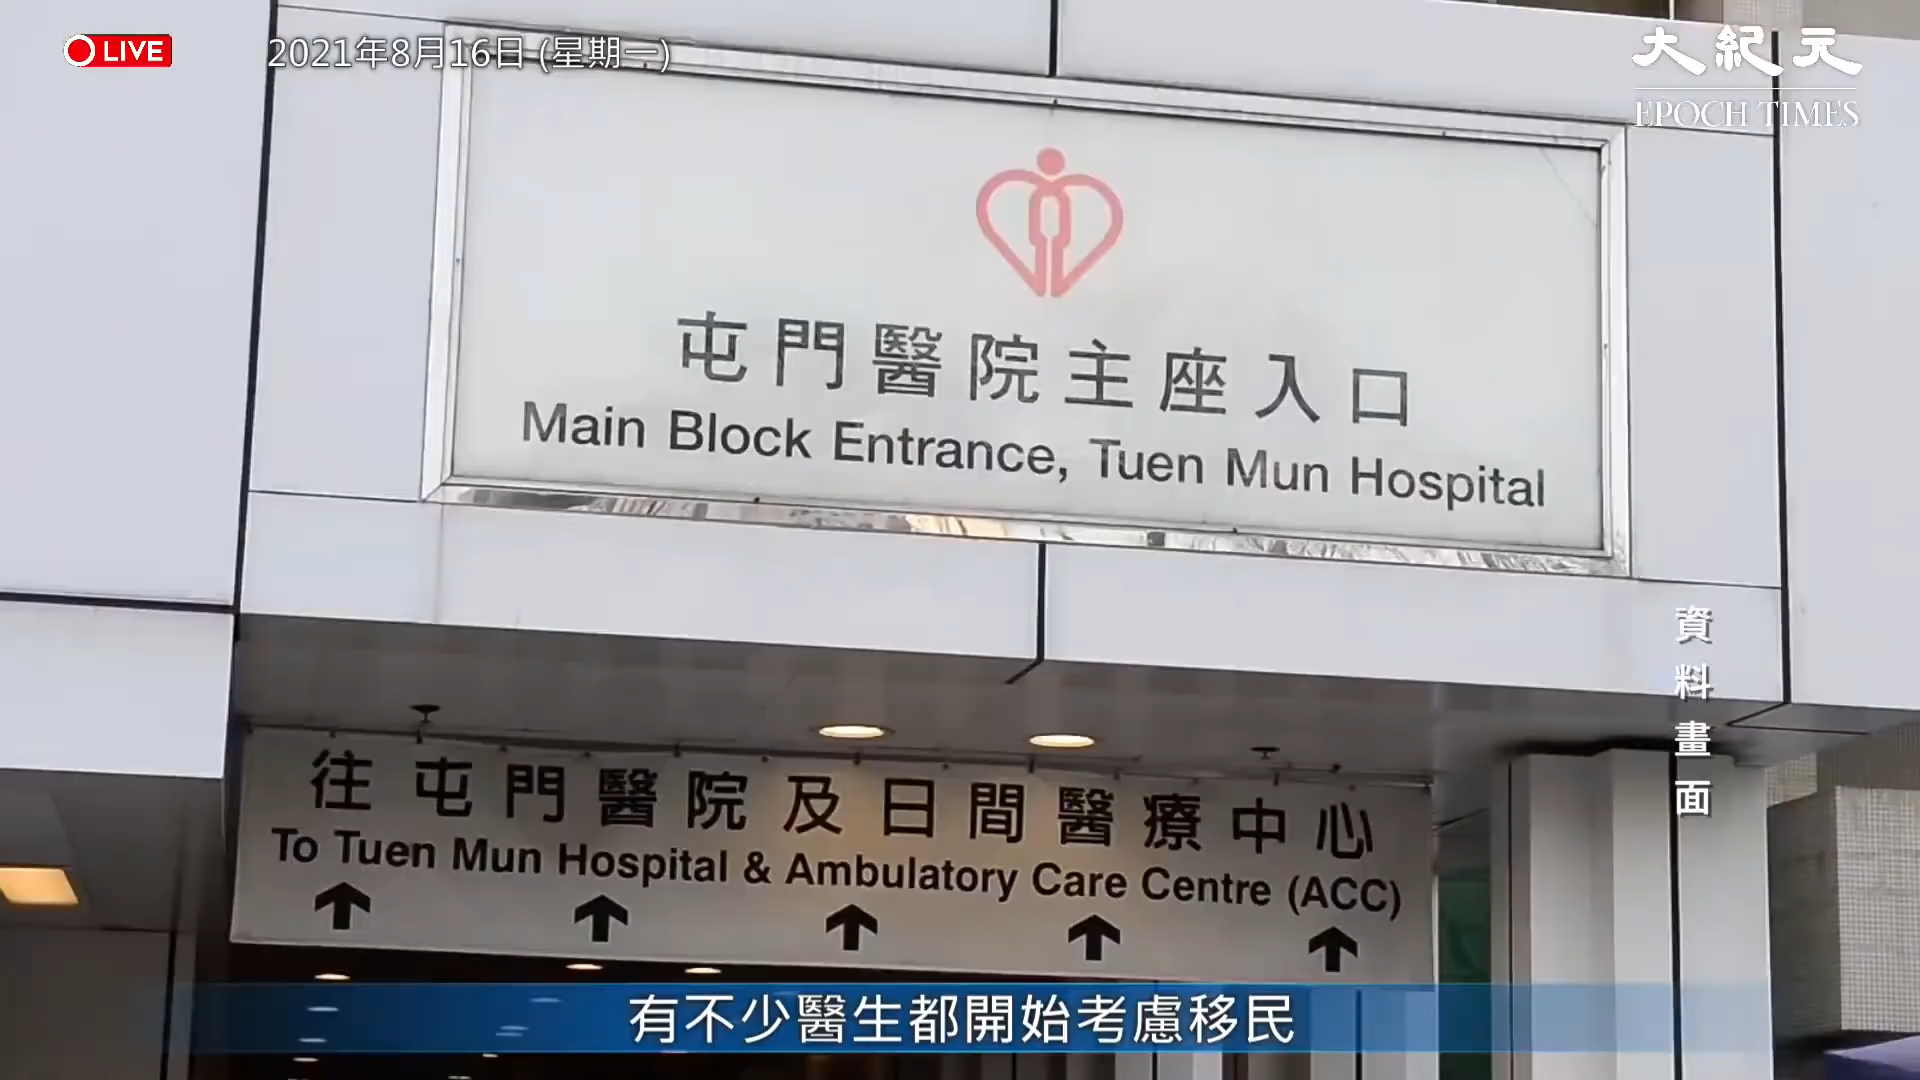 LIVE
2021年8月16日 (星期一)
大紀元
EPOCH TIMES
屯門醫院主座入口
Main Block Entrance, Tuen Mun Hospital
資料畫面
往屯門醫院及日間醫療中心
To Tuen Mun Hospital & Ambulatory Care Centre (ACC)
有不少醫生都開始考慮移民